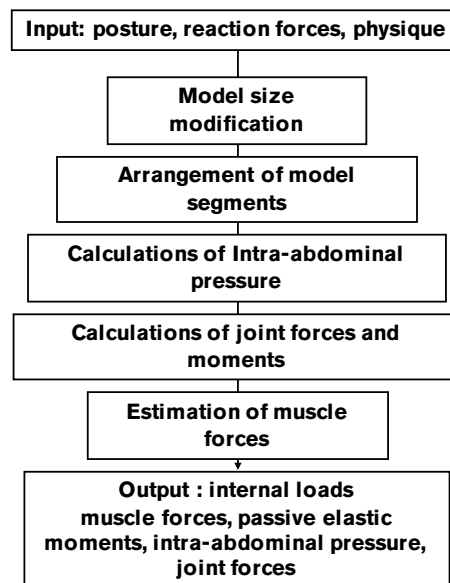 Input: posture, reaction forces, physique
Model size
modification
Arrangement of model
segments
Calculations of Intra-abdominal
pressure
Calculations of joint forces and
moments
Estimation of muscle
forces
Output : internal loads
muscle forces, passive elastic
moments, intra-abdominal pressure,
joint forces